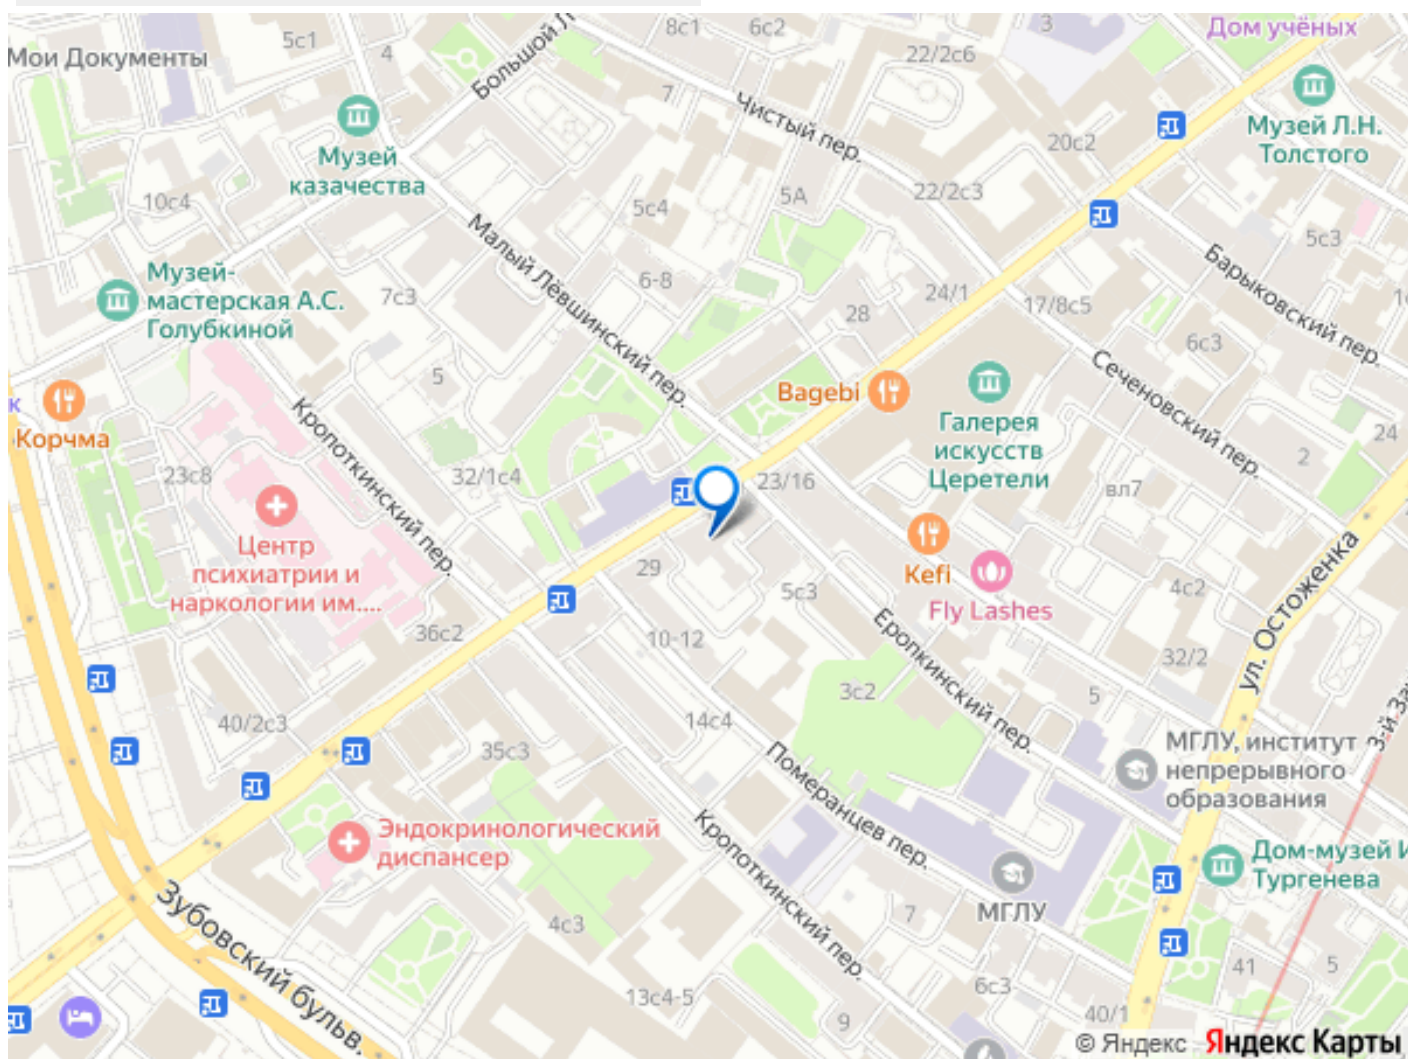 5с1
4
8с1
6с2
3
Дом учёных
Мои Документы
Большой Л
22/2с6
7
Чистый пер.
Музей
казачества
Музей Л.Н.
Толстого
20с2
10с4
5А
22/2с3
5с4
5с3
Малый Лёвшинский пер.
Барыковский пер.
Музей-
мастерская А.С.
Голубкиной
7с3
6-8
24/1
17/8с5
28
6с3
5
Bagebi
Сеченовский пер.
к
Корчма
Кропоткинский пер.
Галерея
искусств
Церетели
24
2
23с8
32/1с4
23/16
вл7
Центр
психиатрии и
наркологии им....
29
Kefi
Fly Lashes
5с3
4с2
ул. Остоженка
36с2
10-12
Еропкинский пер.
32/2
3с2
5
40/2с3
14с4
35с3
3-й За
МГЛУ, институт
непрерывного
образования
Померанцев пер.
Кропоткинский пер.
Эндокринологический
диспансер
Дом-музей И
Тургенева
МГЛУ
7
Зубовский бульв.
4с3
41
5
13с4-5
6с3
9
40/1
© Яндекс Яндекс Карты